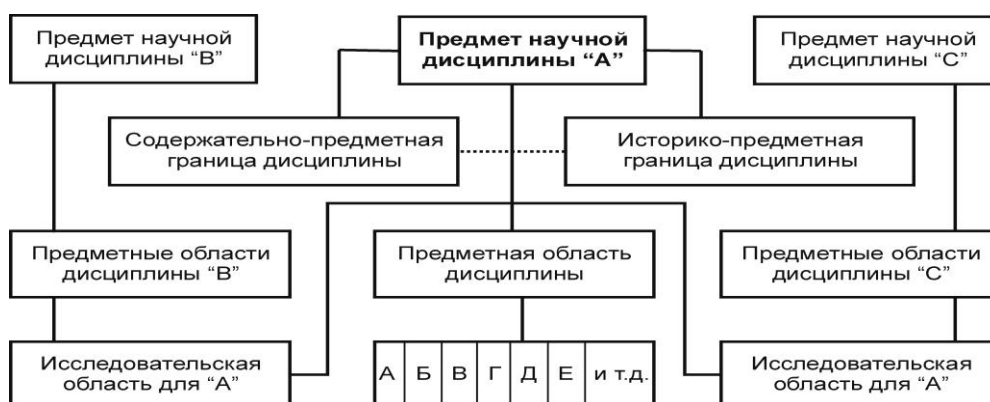 Предмет научной
дисциплины “В”
Предмет научной
дисциплины “А”
Предмет научной
дисциплины “С”
Содержательно-предметная
граница дисциплины
Историко-предметная
граница дисциплины
Предметные области
дисциплины “В”
Предметная область
дисциплины
Предметные области
дисциплины “С”
Исследовательская
область для “А”
А Б В Г Д Е и т.д.
Исследовательская
область для “А”